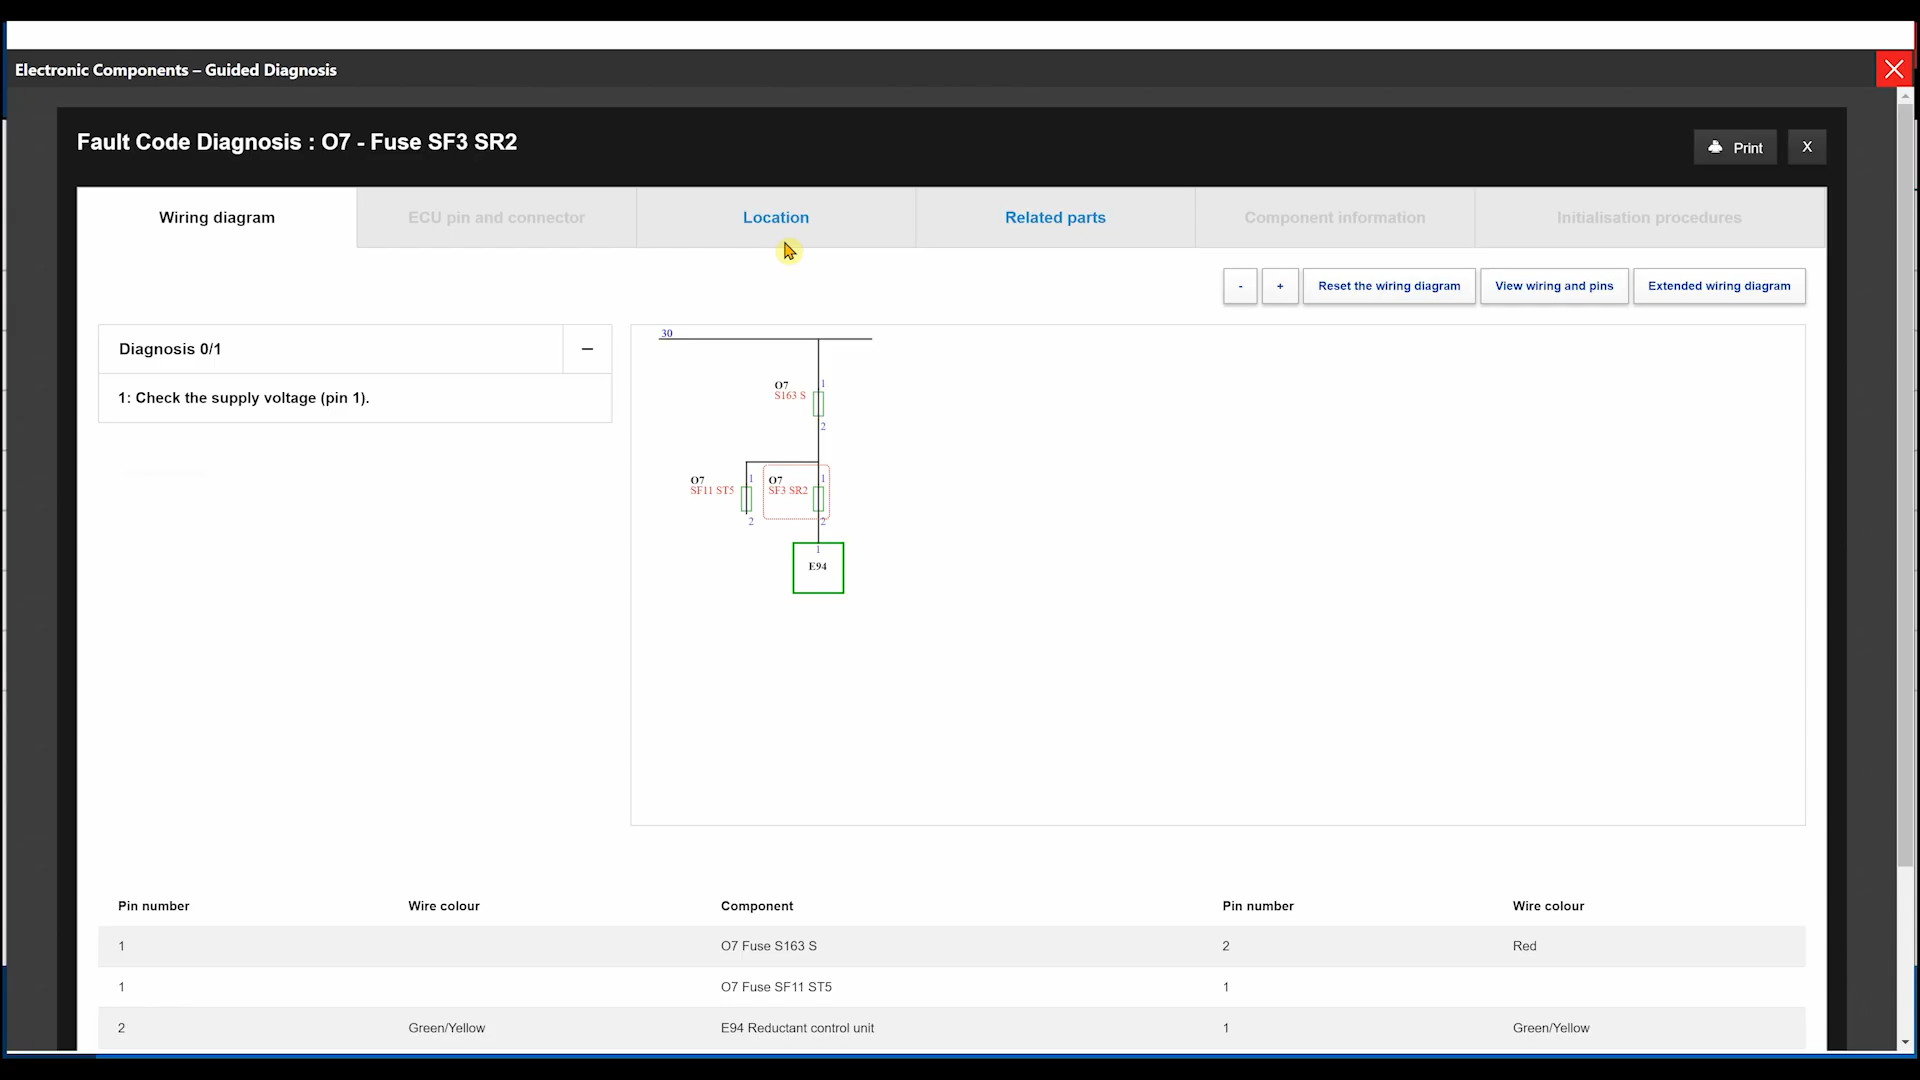 Electronic Components – Guided Diagnosis
Fault Code Diagnosis : O7 - Fuse SF3 SR2
Print
X
Wiring diagram
ECU pin and connector
Location
Related parts
Component information
Initialisation procedures
-
+
Reset the wiring diagram
View wiring and pins
Extended wiring diagram
Diagnosis 0/1
1: Check the supply voltage (pin 1).
30
O7
S163 S
1
2
O7
SF11 ST5
1
2
O7
SF3 SR2
1
2
1
E94
Pin number Wire colour Component Pin number Wire colour
1 O7 Fuse S163 S 2 Red
1 O7 Fuse SF11 ST5 1
2 Green/Yellow E94 Reductant control unit 1 Green/Yellow